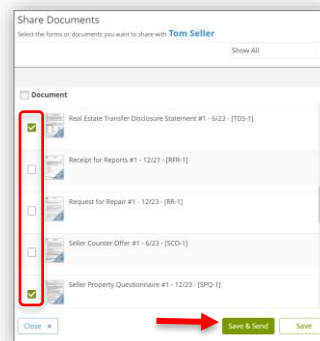 Share Documents
Select the forms or documents you want to share with Tom Seller
Show All
Document
Real Estate Transfer Disclosure Statement #1 - 6/23 - [TDS-1]
Receipt for Reports #1 - 12/21 - [RFR-1]
Request for Repair #1 - 12/23 - [RR-1]
Seller Counter Offer #1 - 6/23 - [SCO-1]
Seller Property Questionnaire #1 - 12/23 - [SPQ-1]
Close × Save & Send Save